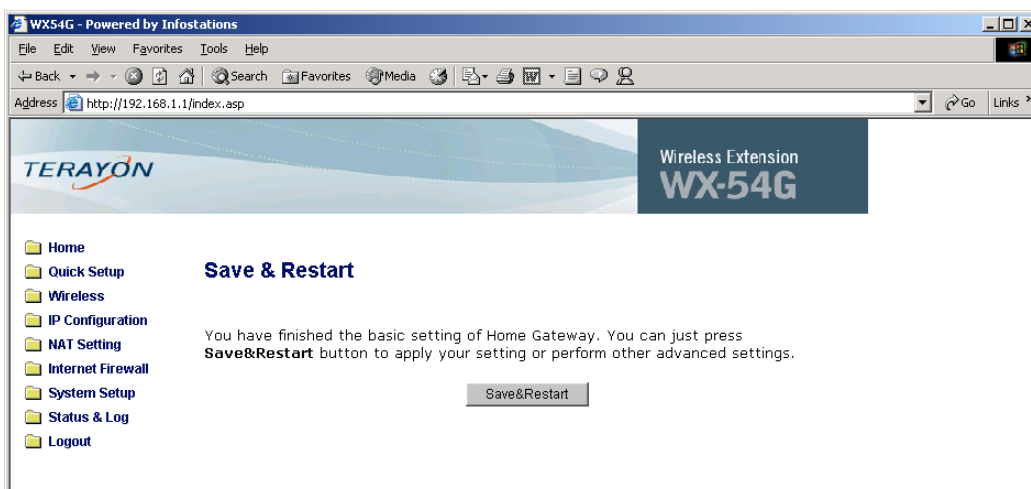 WX54G - Powered by Infostations
File Edit View Favorites Tools Help
Back Search Favorites Media
Address http://192.168.1.1/index.asp Go Links
TERAYON
Wireless Extension
WX-54G
Home
Quick Setup
Wireless
IP Configuration
NAT Setting
Internet Firewall
System Setup
Status & Log
Logout
Save & Restart
You have finished the basic setting of Home Gateway. You can just press
Save&Restart button to apply your setting or perform other advanced settings.
Save&Restart